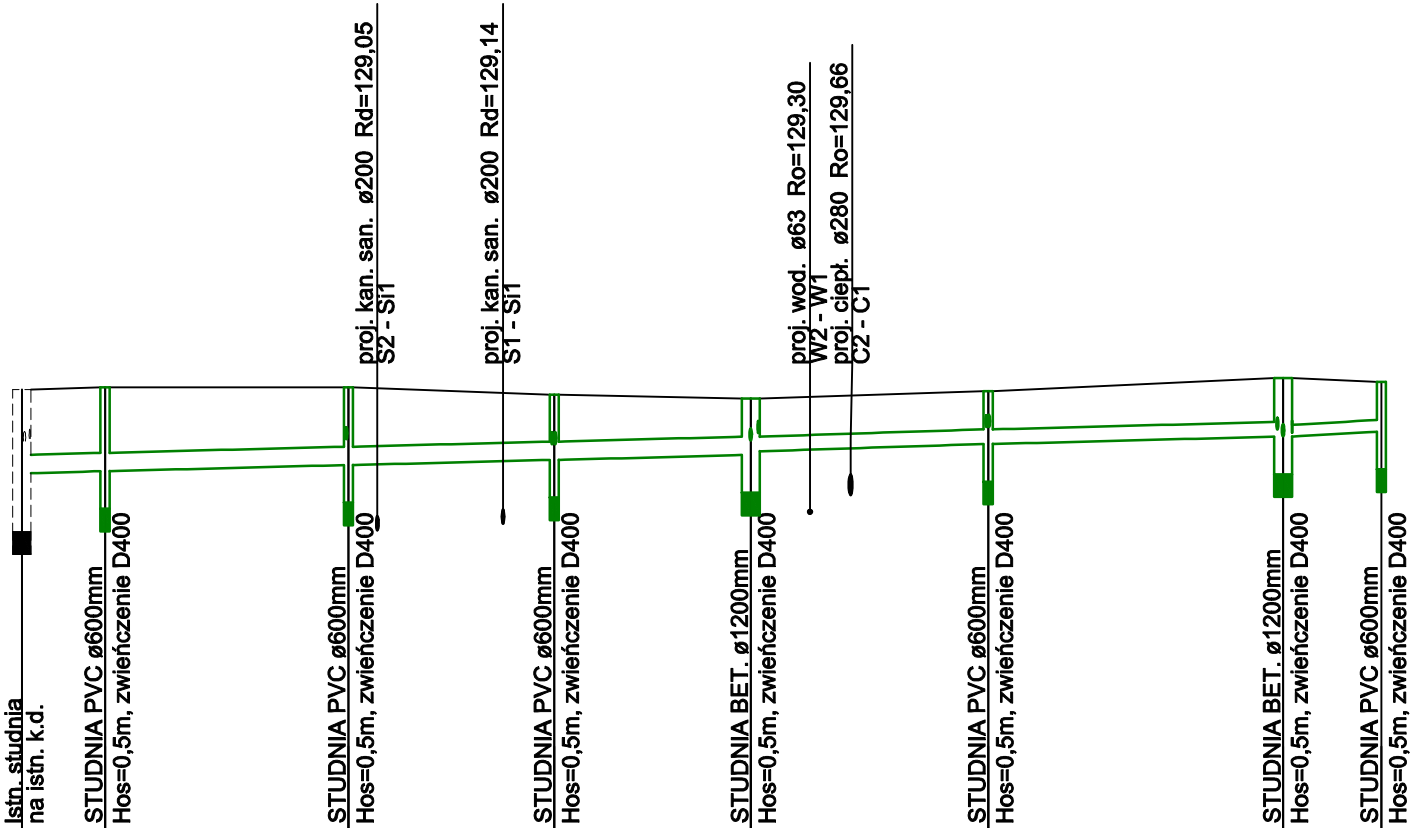 proj. kan. san. ø200 Rd=129,05
S2 - Si1
proj. kan. san. ø200 Rd=129,14
S1 - Si1
proj. wod. ø63 Ro=129,30
W2 - W1
proj. ciepł. ø280 Ro=129,66
C2 - C1
Istn. studnia
na istn. k.d.
STUDNIA PVC ø600mm
Hos=0,5m, zwieńczenie D400
STUDNIA PVC ø600mm
Hos=0,5m, zwieńczenie D400
STUDNIA PVC ø600mm
Hos=0,5m, zwieńczenie D400
STUDNIA BET. ø1200mm
Hos=0,5m, zwieńczenie D400
STUDNIA PVC ø600mm
Hos=0,5m, zwieńczenie D400
STUDNIA BET. ø1200mm
Hos=0,5m, zwieńczenie D400
STUDNIA PVC ø600mm
Hos=0,5m, zwieńczenie D400